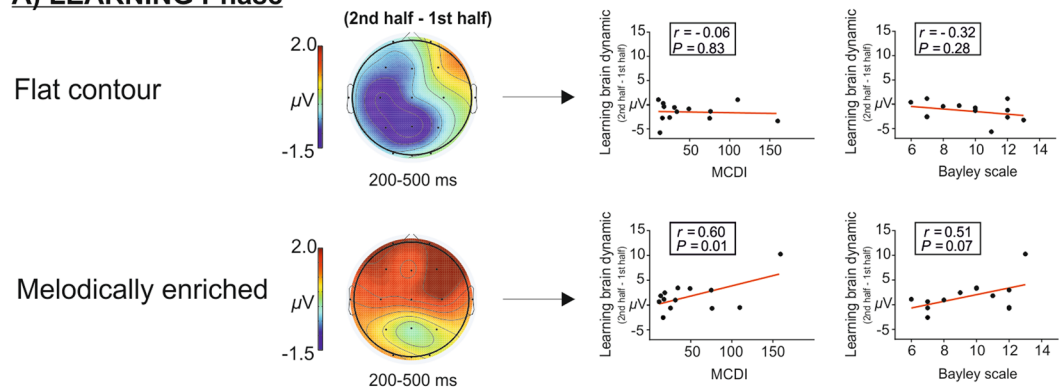 A) LEARNING Phase
(2nd half - 1st half)
Flat contour
2.0
µV
-1.5
200-500 ms
Learning brain dynamic
(2nd half - 1st half)
15
10
5
µV
-5
r = - 0.06
P = 0.83
50 100 150
MCDI
Learning brain dynamic
(2nd half - 1st half)
15
10
5
µV
-5
r = - 0.32
P = 0.28
6 8 10 12 14
Bayley scale
Melodically enriched
2.0
µV
-1.5
200-500 ms
Learning brain dynamic
(2nd half - 1st half)
15
10
5
µV
-5
r = 0.60
P = 0.01
50 100 150
MCDI
Learning brain dynamic
(2nd half - 1st half)
15
10
5
µV
-5
r = 0.51
P = 0.07
6 8 10 12 14
Bayley scale